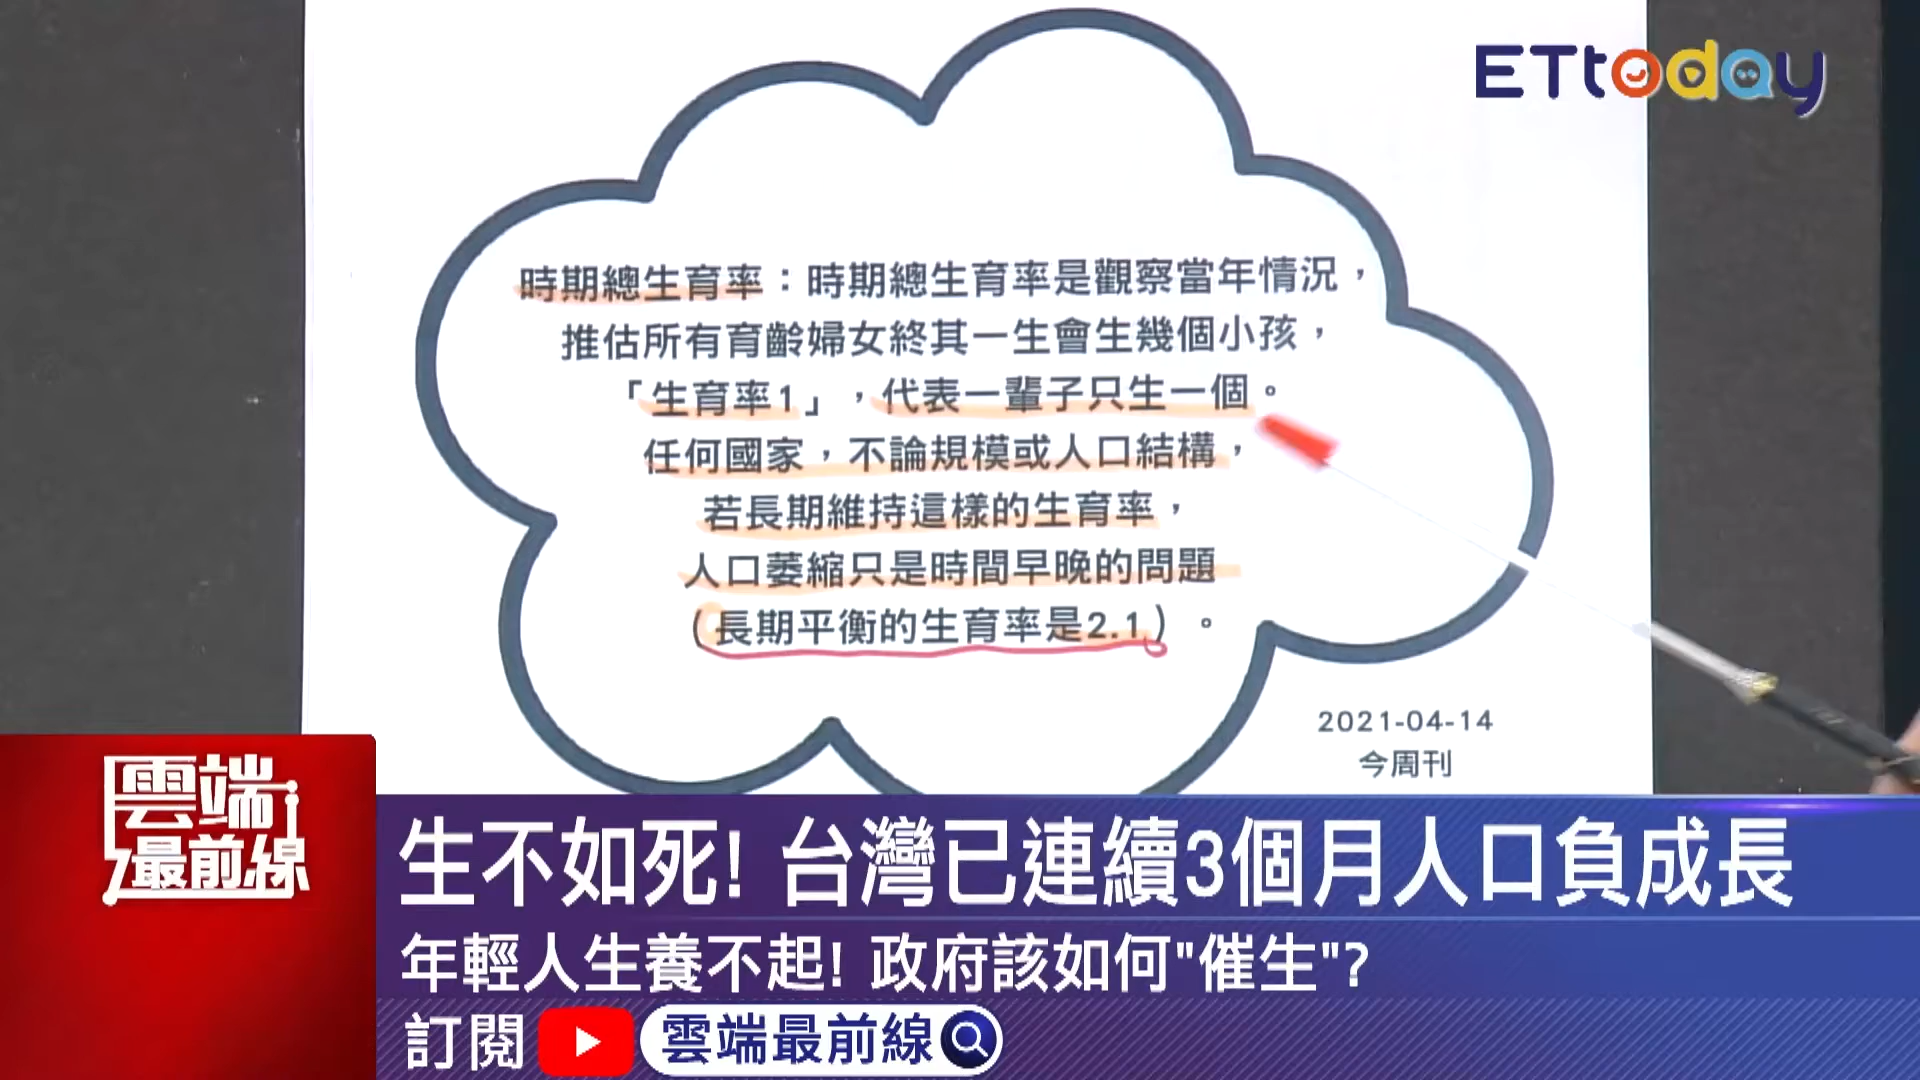 ETtoday
時期總生育率：時期總生育率是觀察當年情況，
推估所有育齡婦女終其一生會生幾個小孩，
「生育率1」，代表一輩子只生一個。
任何國家，不論規模或人口結構，
若長期維持這樣的生育率，
人口萎縮只是時間早晚的問題
（長期平衡的生育率是2.1）。
2021-04-14
今周刊
雲端
最前線
生不如死! 台灣已連續3個月人口負成長
年輕人生養不起! 政府該如何"催生"?
訂閱 雲端最前線